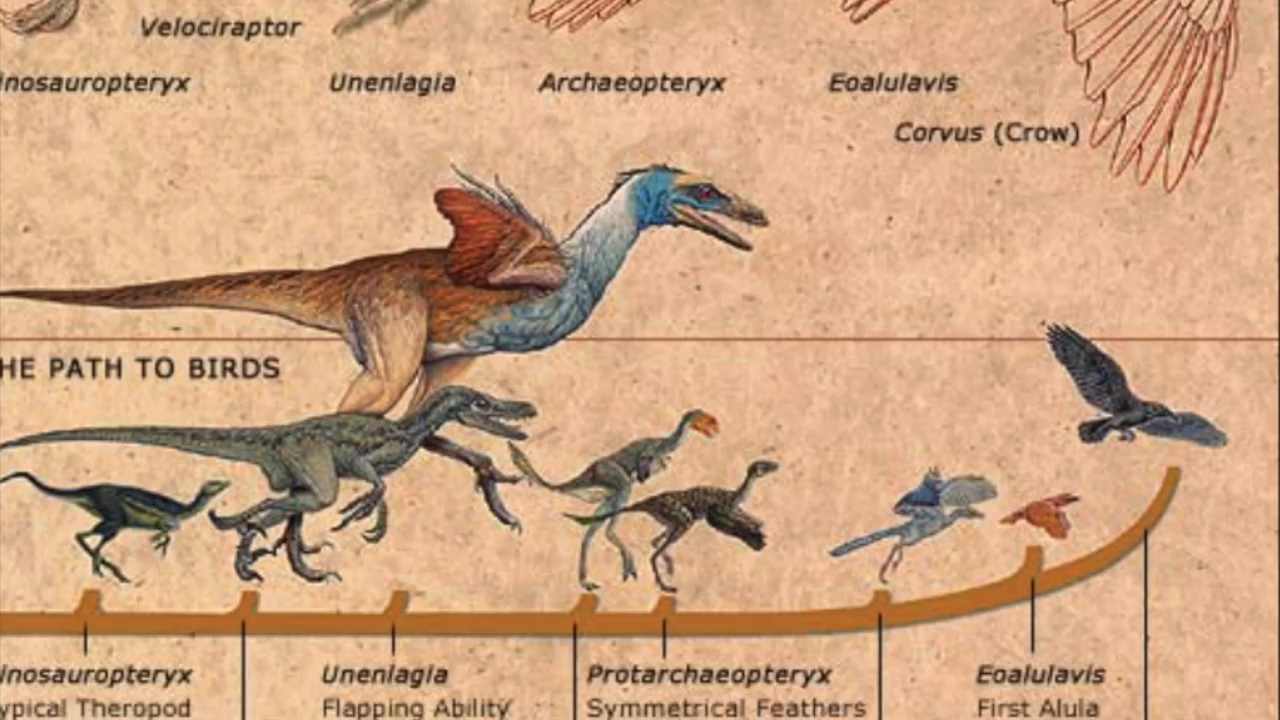 Velociraptor
inosauropteryx Unenlagia Archaeopteryx Eoalulavis
Corvus (Crow)
HE PATH TO BIRDS
inosauropteryx Unenlagia Protarchaeopteryx Eoalulavis
ypical Theropod Flapping Ability Symmetrical Feathers First Alula